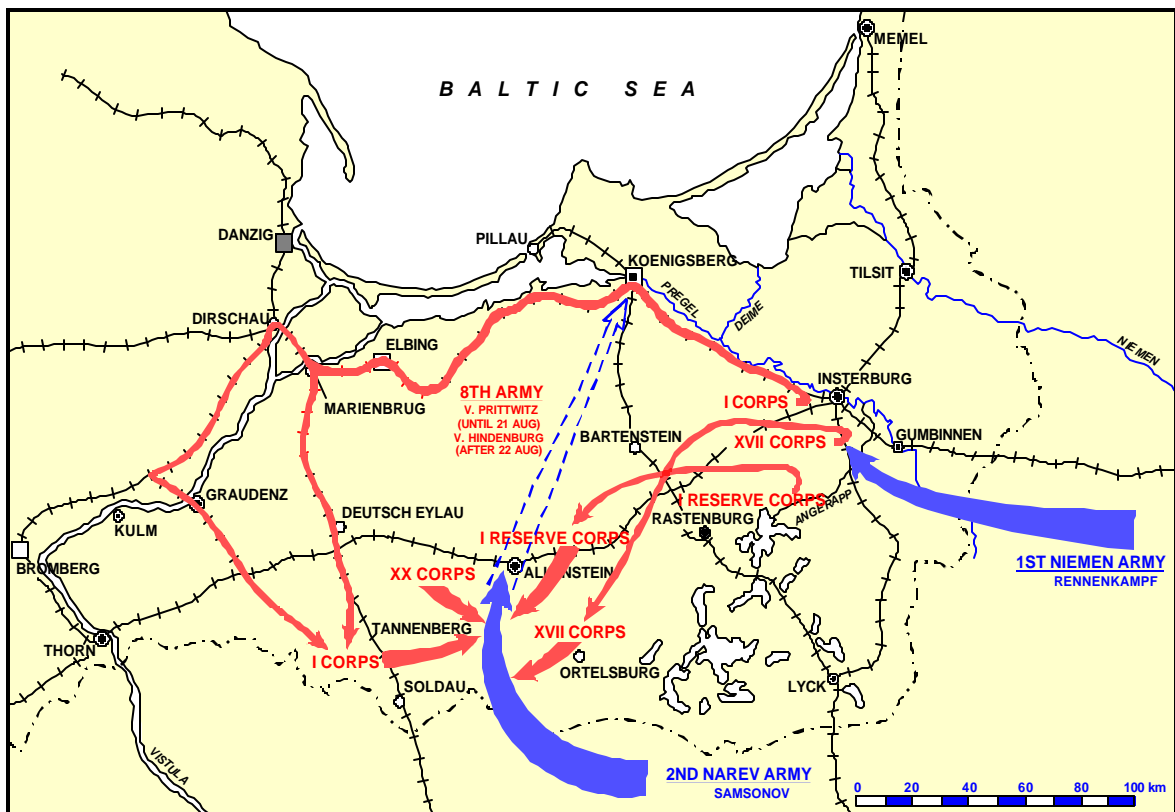 MEMEL
BALTIC SEA
DANZIG
PILLAU
KOENIGSBERG
TILSIT
PREGEL
DEIME
NIEMEN
DIRSCHAU
ELBING
MARIENBRUG
8TH ARMY
V. PRITTWITZ
(UNTIL 21 AUG)
V. HINDENBURG
(AFTER 22 AUG)
INSTERBURG
I CORPS
XVII CORPS
GUMBINNEN
BARTENSTEIN
GRAUDENZ
KULM
DEUTSCH EYLAU
I RESERVE CORPS
ANGERAPP
RASTENBURG
I RESERVE CORPS
BROMBERG
ALLENSTEIN
XX CORPS
1ST NIEMEN ARMY
RENNENKAMPF
TANNENBERG
XVII CORPS
THORN
I CORPS
ORTELSBURG
LYCK
SOLDAU
VISTULA
2ND NAREV ARMY
SAMSONOV
0 20 40 60 80 100 km